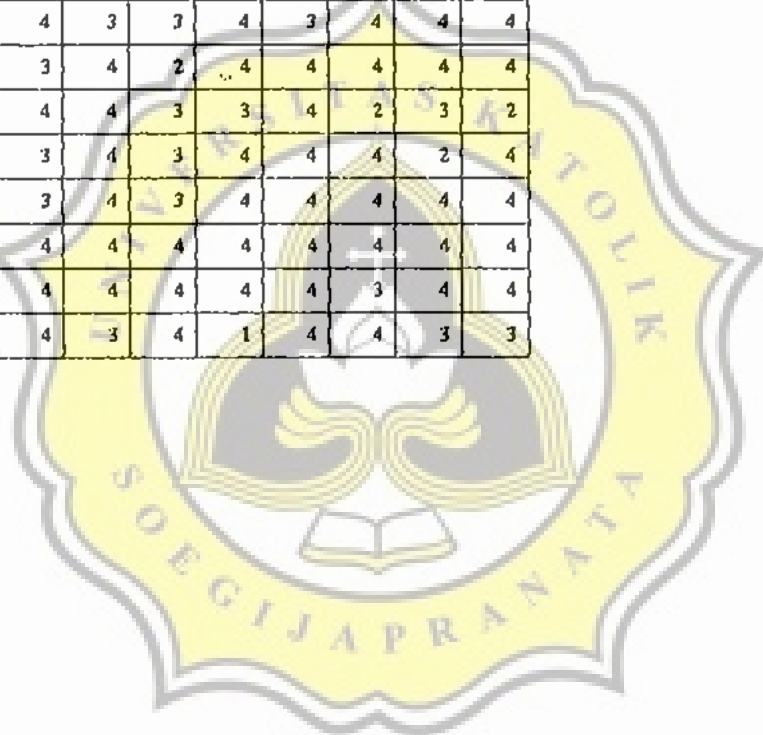 4 3 3 4 3 4 4 4
3 4 2 4 4 4 4 4
4 4 3 3 4 2 3 2
3 4 3 4 4 4 2 4
3 4 3 4 4 4 4 4
4 4 4 4 4 4 4 4
4 4 4 4 4 3 4 4
4 3 4 1 4 4 3 3
UNIVERSITAS KATOLIK
SOEGIJAPRANATA